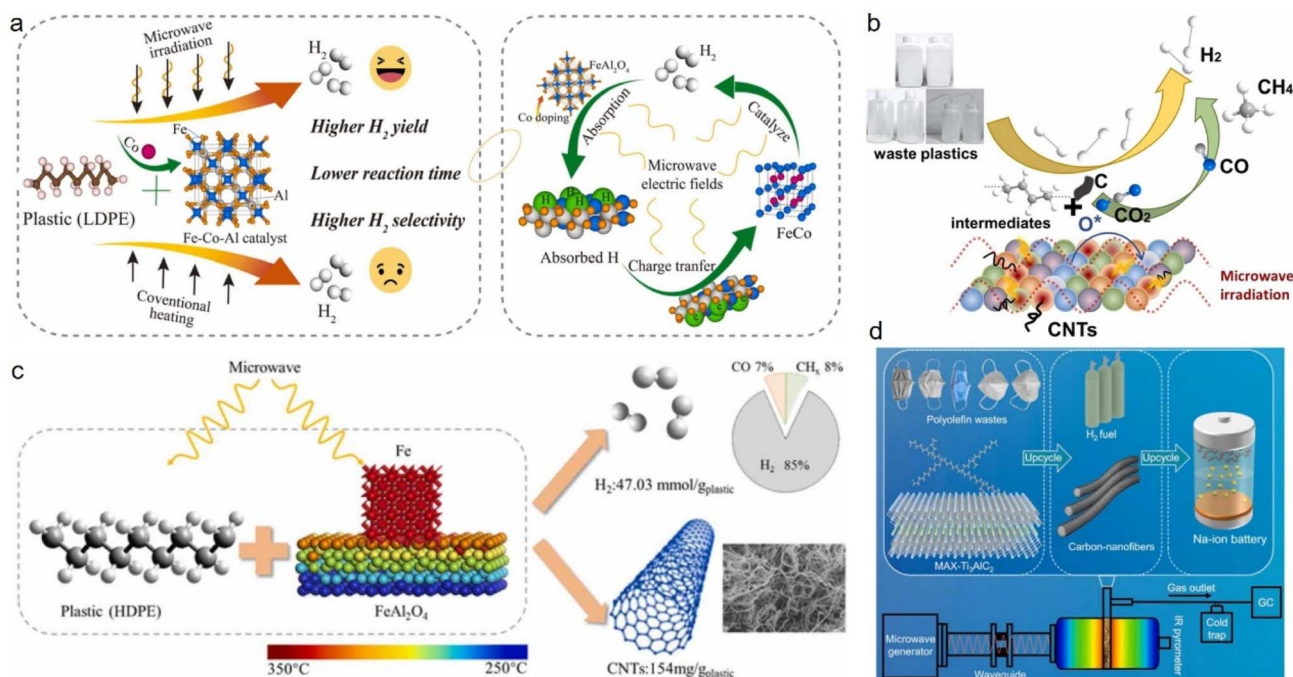 a
Microwave
irradiation
H₂
Fe
Co
Higher H₂ yield
Lower reaction time
Higher H₂ selectivity
Al
Plastic (LDPE)
Fe-Co-Al catalyst
Coventional
heating
H₂
FeAl₂O₄
Co doping
H₂
Absorption
Catalyze
Microwave
electric fields
H
H
H
H
H
Absorbed H
Charge tranfer
FeCo
C
C
b
H₂
CH₄
waste plastics
CO
C
+
intermediates
CO₂
O*
Microwave
irradiation
CNTs
c
Microwave
CO 7%
CHₓ 8%
H₂ 85%
Fe
H₂:47.03 mmol/gplastic
Plastic (HDPE)
FeAl₂O₄
350°C
250°C
CNTs:154mg/gplastic
d
Polyolefin wastes
H₂ fuel
Upcycle
Upcycle
MAX-Ti₃AlC₂
Carbon-nanofibers
Na-ion battery
Gas outlet
GC
Cold
trap
IR pyrometer
Microwave
generator
Waveguide